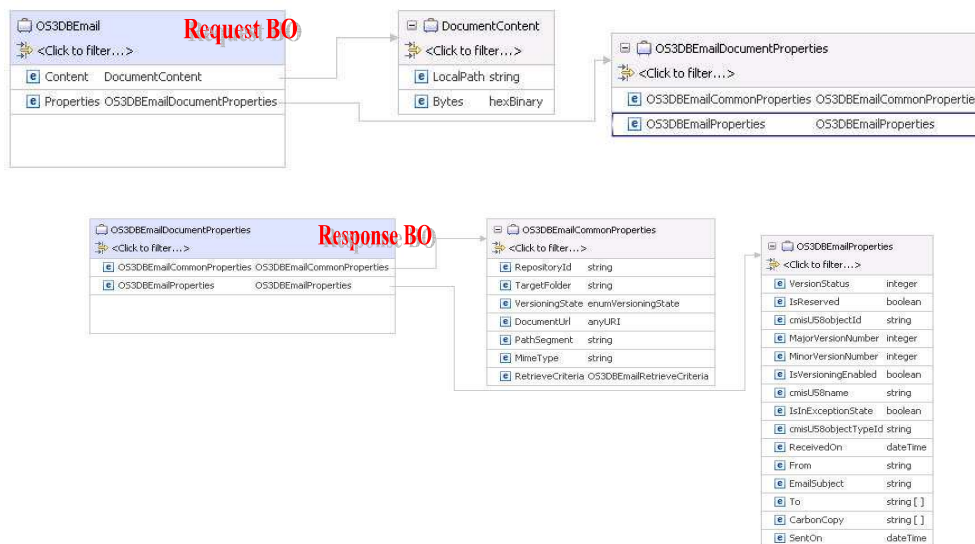 OS3DBEmail
Request BO
<Click to filter...>
Content DocumentContent
Properties OS3DBEmailDocumentProperties
DocumentContent
<Click to filter...>
LocalPath string
Bytes hexBinary
OS3DBEmailDocumentProperties
<Click to filter...>
OS3DBEmailCommonProperties OS3DBEmailCommonPropertie
OS3DBEmailProperties OS3DBEmailProperties
OS3DBEmailDocumentProperties
Response BO
<Click to filter...>
OS3DBEmailCommonProperties OS3DBEmailCommonProperties
OS3DBEmailProperties OS3DBEmailProperties
OS3DBEmailCommonProperties
<Click to filter...>
RepositoryId string
TargetFolder string
VersioningState enumVersioningState
DocumentUrl anyURI
PathSegment string
MimeType string
RetrieveCriteria OS3DBEmailRetrieveCriteria
OS3DBEmailProperties
<Click to filter...>
VersionStatus integer
IsReserved boolean
cmisU58objectId string
MajorVersionNumber integer
MinorVersionNumber integer
IsVersioningEnabled boolean
cmisU58name string
IsInExceptionState boolean
cmisU58objectTypeId string
ReceivedOn dateTime
From string
EmailSubject string
To string [ ]
CarbonCopy string [ ]
SentOn dateTime